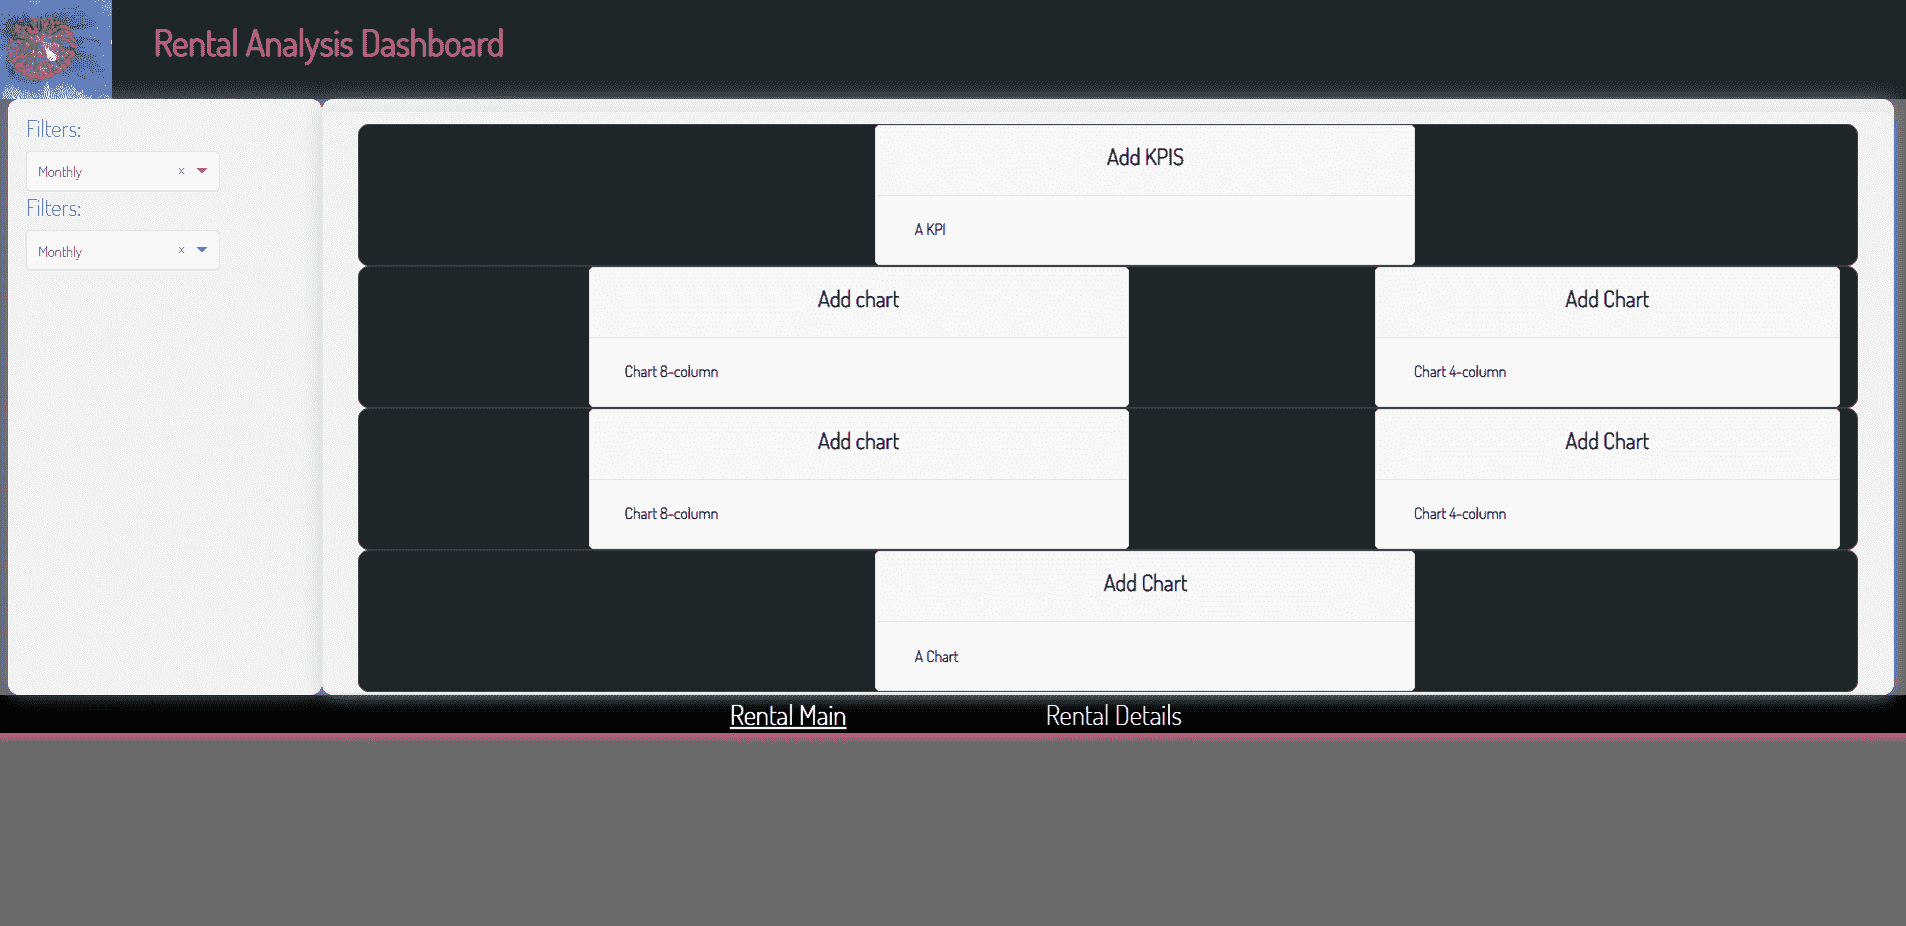 Rental Analysis Dashboard
Filters:
Monthly × 
Filters:
Monthly × 
Add KPIS
A KPI
Add chart
Chart 8-column
Add Chart
Chart 4-column
Add chart
Chart 8-column
Add Chart
Chart 4-column
Add Chart
A Chart
Rental Main
Rental Details